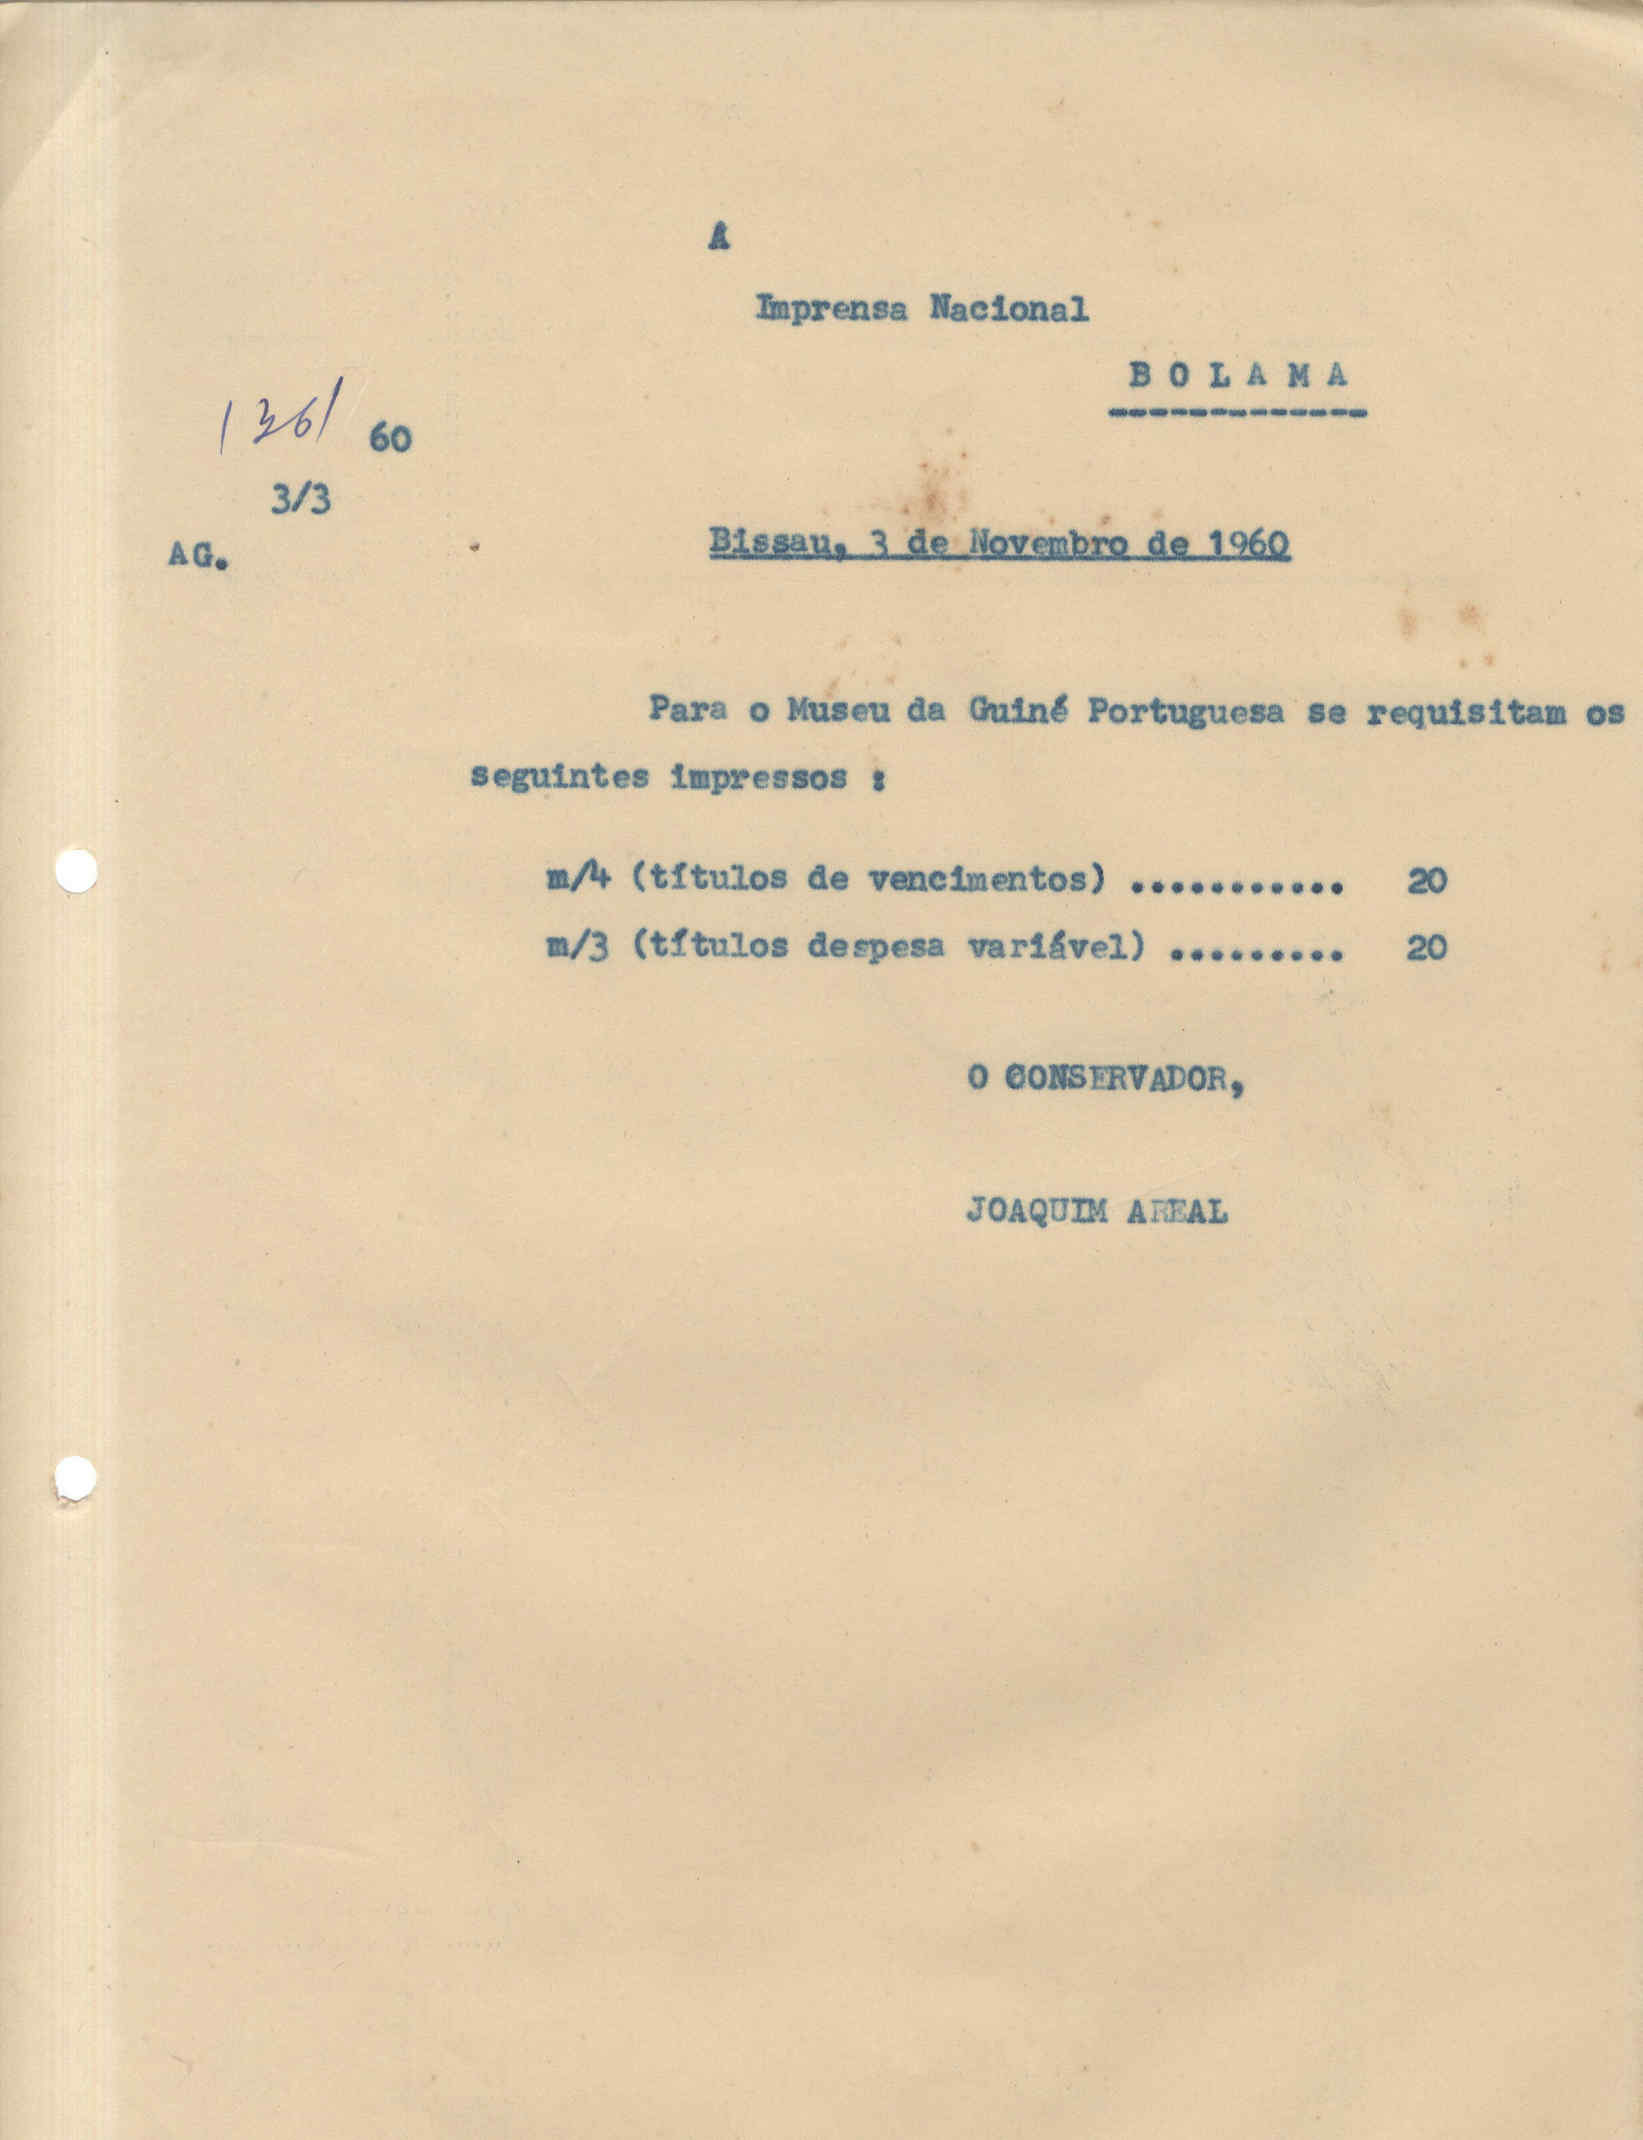 A
Imprensa Nacional
B O L A M A
136/ 60
3/3
AG.
Bissau, 3 de Novembro de 1960
Para o Museu da Guiné Portuguesa se requisitam os
seguintes impressos :
m/4 (títulos de vencimentos) ........... 20
m/3 (títulos despesa variável) ......... 20
O CONSERVADOR,
JOAQUIM AREAL